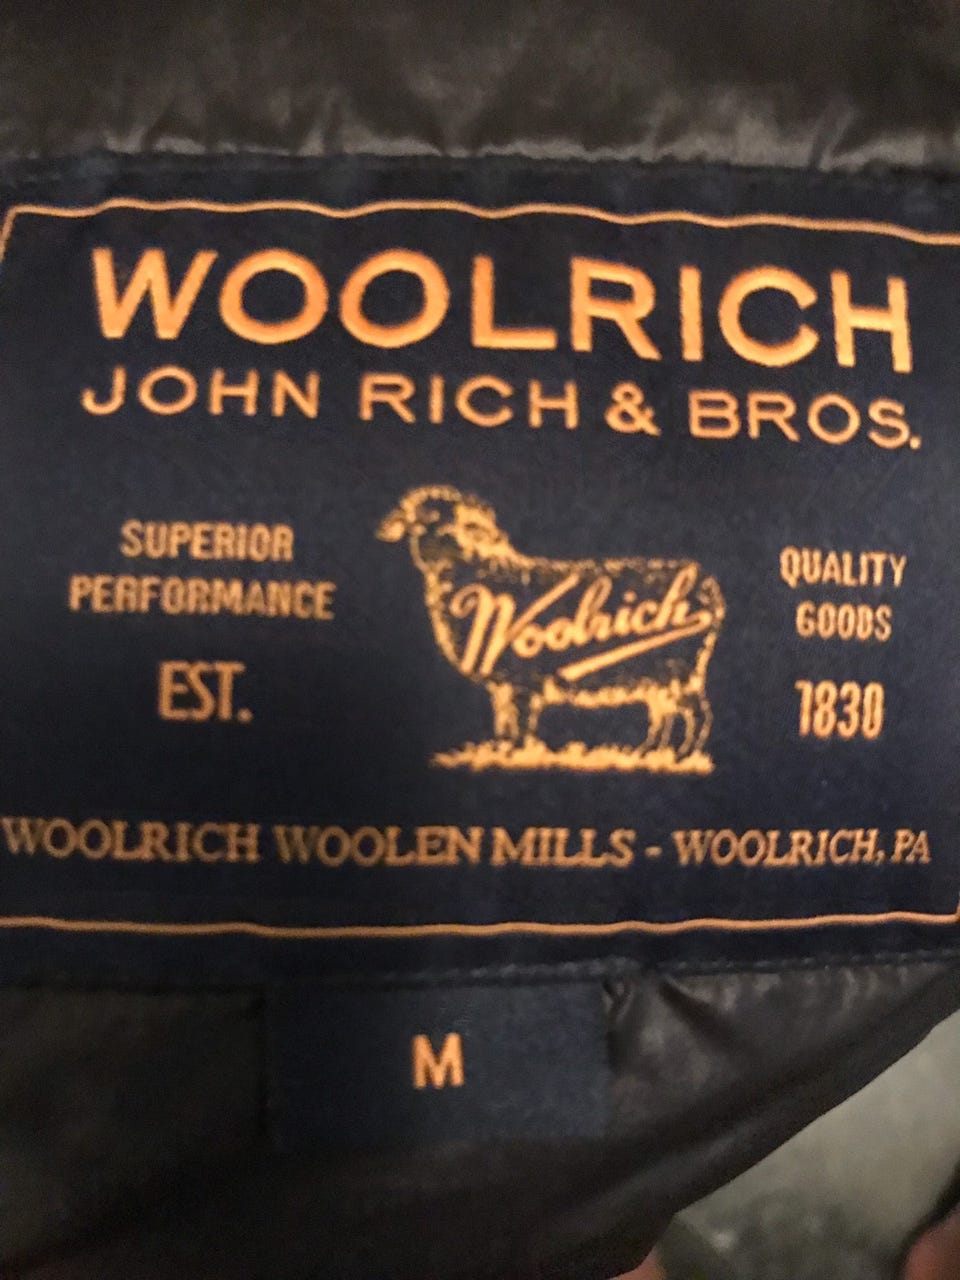 WOOLRICH
JOHN RICH & BROS.
SUPERIOR
PERFORMANCE
EST.
Woolrich
QUALITY
GOODS
1830
WOOLRICH WOOLEN MILLS - WOOLRICH, PA
M